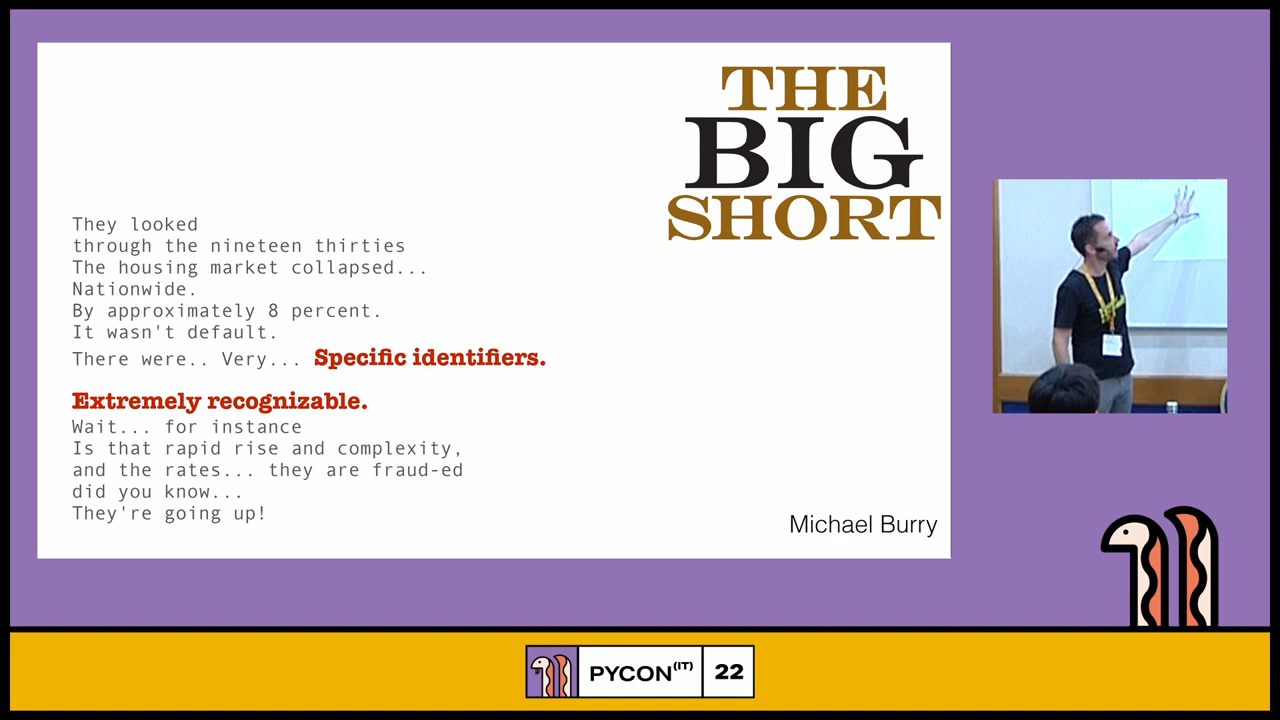 THE
BIG
SHORT
They looked
through the nineteen thirties
The housing market collapsed...
Nationwide.
By approximately 8 percent.
It wasn't default.
There were.. Very... Specific identifiers.
Extremely recognizable.
Wait... for instance
Is that rapid rise and complexity,
and the rates... they are fraud-ed
did you know...
They're going up!
Michael Burry
PYCON(IT) 22